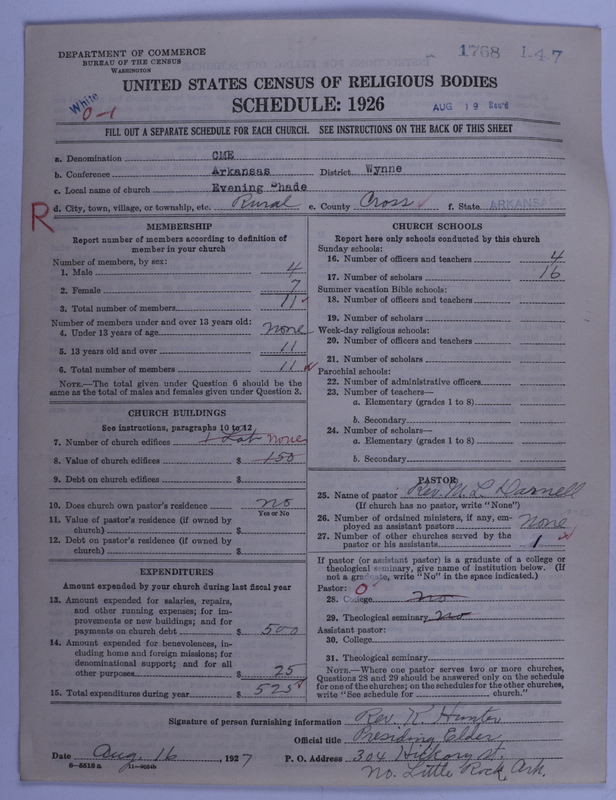 DEPARTMENT OF COMMERCE
BUREAU OF THE CENSUS
WASHINGTON
1768 147
UNITED STATES CENSUS OF RELIGIOUS BODIES
SCHEDULE: 1926
White
0-1
AUG 19 Rec'd
FILL OUT A SEPARATE SCHEDULE FOR EACH CHURCH. SEE INSTRUCTIONS ON THE BACK OF THIS SHEET
a. Denomination CME
b. Conference Arkansas District Wynne
c. Local name of church Evening Shade
R d. City, town, village, or township, etc. Rural e. County Cross f. State ARKANSAS
MEMBERSHIP
Report number of members according to definition of
member in your church
Number of members, by sex:
1. Male 4
2. Female 7
3. Total number of members 11
Number of members under and over 13 years old:
4. Under 13 years of age none
5. 13 years old and over 11
6. Total number of members 11
NOTE.—The total given under Question 6 should be the
same as the total of males and females given under Question 3.
CHURCH BUILDINGS
See instructions, paragraphs 10 to 12
7. Number of church edifices 1 Lot none
8. Value of church edifices $ 150
9. Debt on church edifices $
10. Does church own pastor's residence no
Yes or No
11. Value of pastor's residence (if owned by
church) $
12. Debt on pastor's residence (if owned by
church) $
EXPENDITURES
Amount expended by your church during last fiscal year
13. Amount expended for salaries, repairs,
and other running expenses; for im-
provements or new buildings; and for
payments on church debt $ 500
14. Amount expended for benevolences, in-
cluding home and foreign missions; for
denominational support; and for all
other purposes $ 25
15. Total expenditures during year $ 525
CHURCH SCHOOLS
Report here only schools conducted by this church
Sunday schools:
16. Number of officers and teachers 4
17. Number of scholars 16
Summer vacation Bible schools:
18. Number of officers and teachers
19. Number of scholars
Week-day religious schools:
20. Number of officers and teachers
21. Number of scholars
Parochial schools:
22. Number of administrative officers
23. Number of teachers—
a. Elementary (grades 1 to 8)
b. Secondary
24. Number of scholars—
a. Elementary (grades 1 to 8)
b. Secondary
PASTOR
25. Name of pastor Rev. M. L. Darnell
(If church has no pastor, write "None")
26. Number of ordained ministers, if any, em-
ployed as assistant pastors None
27. Number of other churches served by the
pastor or his assistants 1
If pastor (or assistant pastor) is a graduate of a college or
theological seminary, give name of institution below. (If
not a graduate, write "No" in the space indicated.)
Pastor: 0
28. College no
29. Theological seminary no
Assistant pastor:
30. College
31. Theological seminary
NOTE.—Where one pastor serves two or more churches,
Questions 28 and 29 should be answered only on the schedule
for one of the churches; on the schedules for the other churches,
write "See schedule for church."
Signature of person furnishing information Rev. R. Hunter
Official title Presiding Elder
Date Aug. 16, 1927 P. O. Address 304 Hickory St.
8—5513a 11—9034b No. Little Rock, Ark.